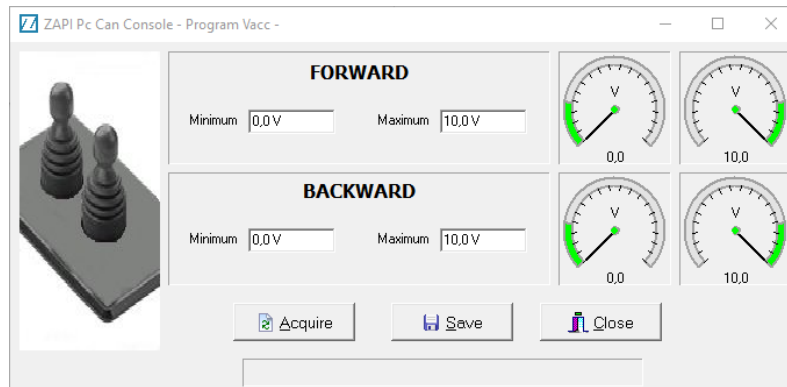 ZAPI Pc Can Console - Program Vacc -
FORWARD
Minimum 0,0 V Maximum 10,0 V
V V
0,0 10,0
BACKWARD
Minimum 0,0 V Maximum 10,0 V
V V
0,0 10,0
Acquire Save Close